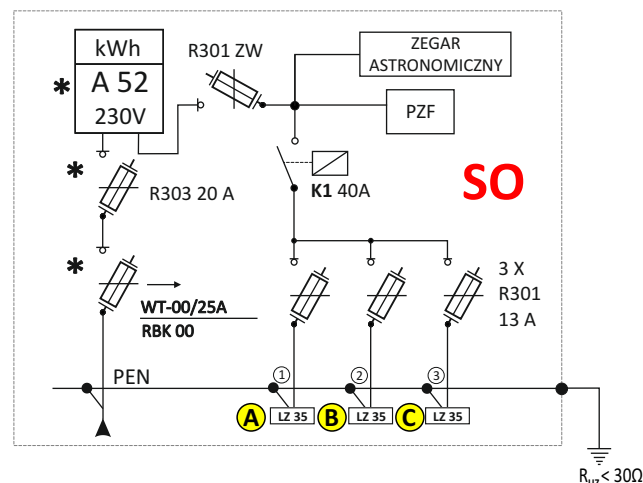 kWh
A 52
230V
*
R301 ZW
ZEGAR
ASTRONOMICZNY
PZF
*
R303 20 A
K1 40A
SO
*
WT-00/25A
RBK 00
3 X
R301
13 A
PEN
1
2
3
A
LZ 35
B
LZ 35
C
LZ 35
Ruz< 30Ω